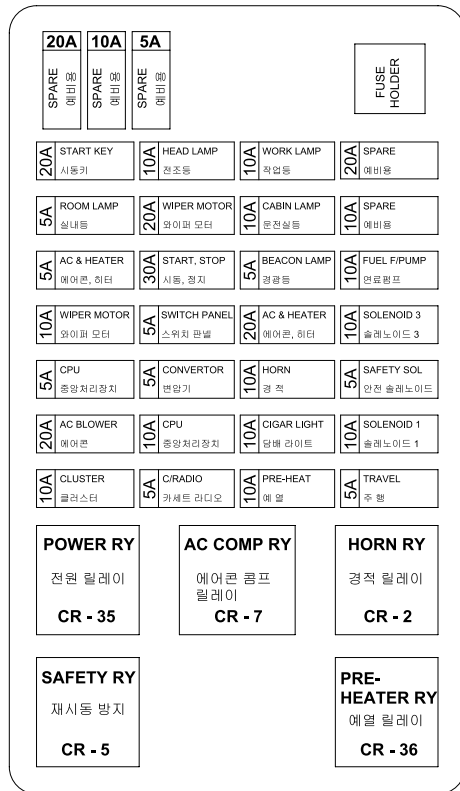 20A 10A 5A
SPARE
예비용
SPARE
예비용
SPARE
예비용
FUSE
HOLDER
20A START KEY
시동키
10A HEAD LAMP
전조등
10A WORK LAMP
작업등
20A SPARE
예비용
5A ROOM LAMP
실내등
20A WIPER MOTOR
와이퍼 모터
10A CABIN LAMP
운전실등
10A SPARE
예비용
5A AC & HEATER
에어콘, 히터
30A START, STOP
시동, 정지
5A BEACON LAMP
경광등
10A FUEL F/PUMP
연료펌프
10A WIPER MOTOR
와이퍼 모터
5A SWITCH PANEL
스위치 판넬
20A AC & HEATER
에어콘, 히터
10A SOLENOID 3
솔레노이드 3
5A CPU
중앙처리장치
5A CONVERTOR
변압기
10A HORN
경 적
5A SAFETY SOL
안전 솔레노이드
20A AC BLOWER
에어콘
10A CPU
중앙처리장치
10A CIGAR LIGHT
담배 라이트
10A SOLENOID 1
솔레노이드 1
10A CLUSTER
클러스터
5A C/RADIO
카세트 라디오
10A PRE-HEAT
예 열
5A TRAVEL
주 행
POWER RY
전원 릴레이
CR - 35
AC COMP RY
에어콘 콤프
릴레이
CR - 7
HORN RY
경적 릴레이
CR - 2
SAFETY RY
재시동 방지
CR - 5
PRE-
HEATER RY
예열 릴레이
CR - 36